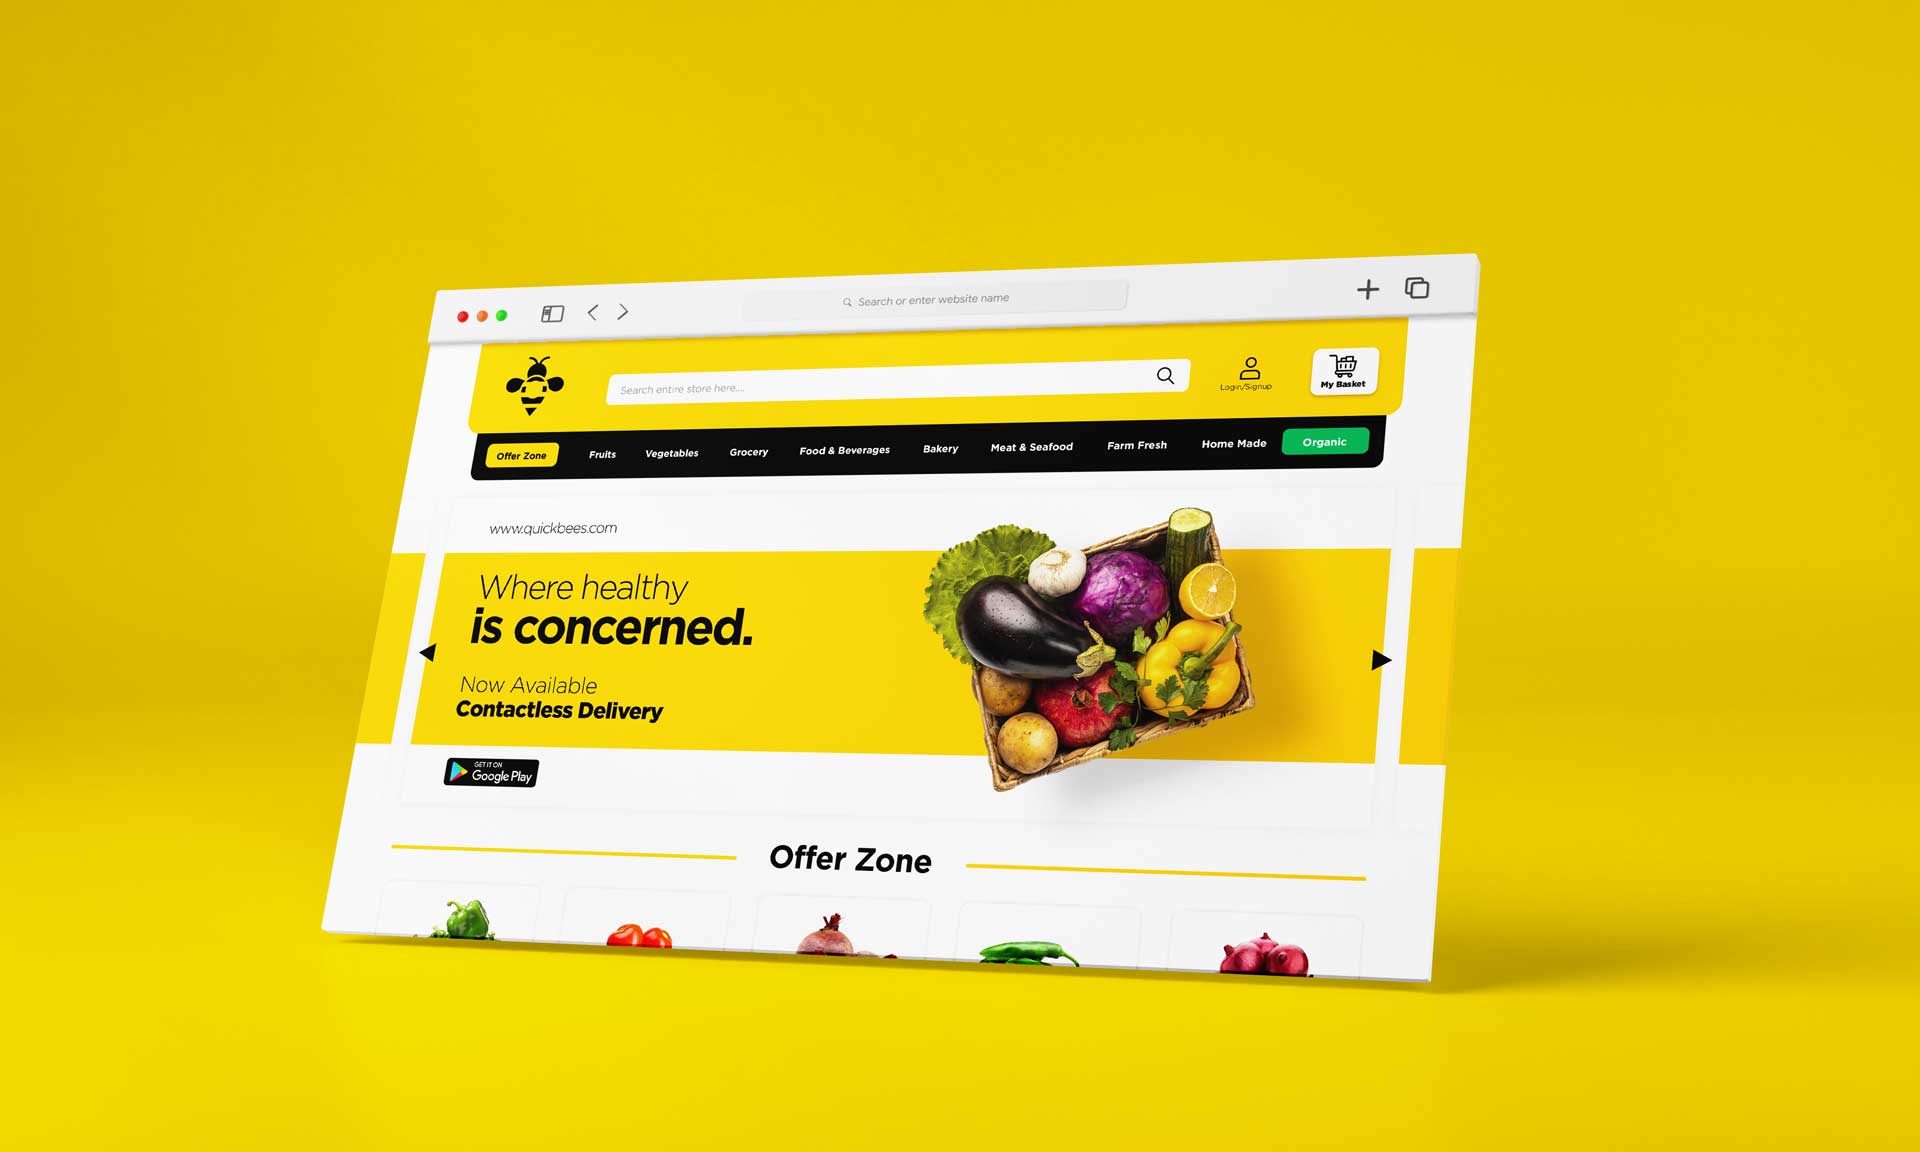 Search or enter website name
Search entire store here....
Login/Signup
My Basket
Offer Zone
Fruits
Vegetables
Grocery
Food & Beverages
Bakery
Meat & Seafood
Farm Fresh
Home Made
Organic
www.quickbees.com
Where healthy
is concerned.
Now Available
Contactless Delivery
GET IT ON
Google Play
Offer Zone